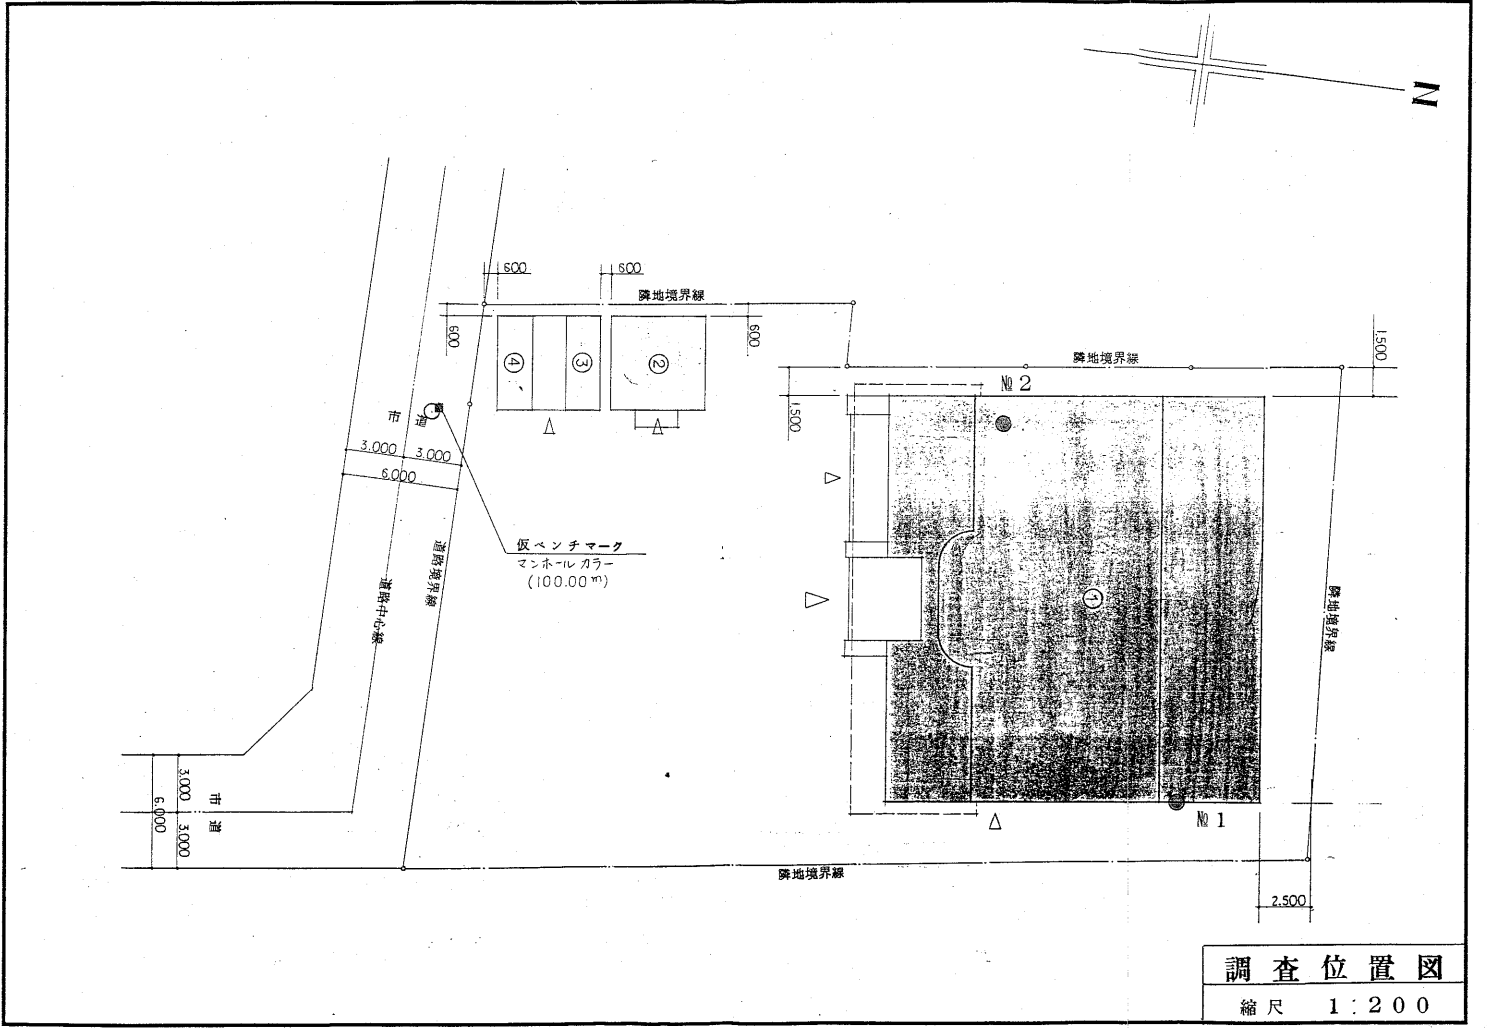 N
600
600
隣地境界線
600
600
④
③
②
1.500
隣地境界線
№2
1.500
市道
3.000
3.000
6.000
仮ベンチマーク
マンホールカラー
(100.00m)
道路境界線
道路中心線
①
隣地境界線
3.000
3.000
6.000
市道
№1
隣地境界線
2.500
調査位置図
縮尺 1:200